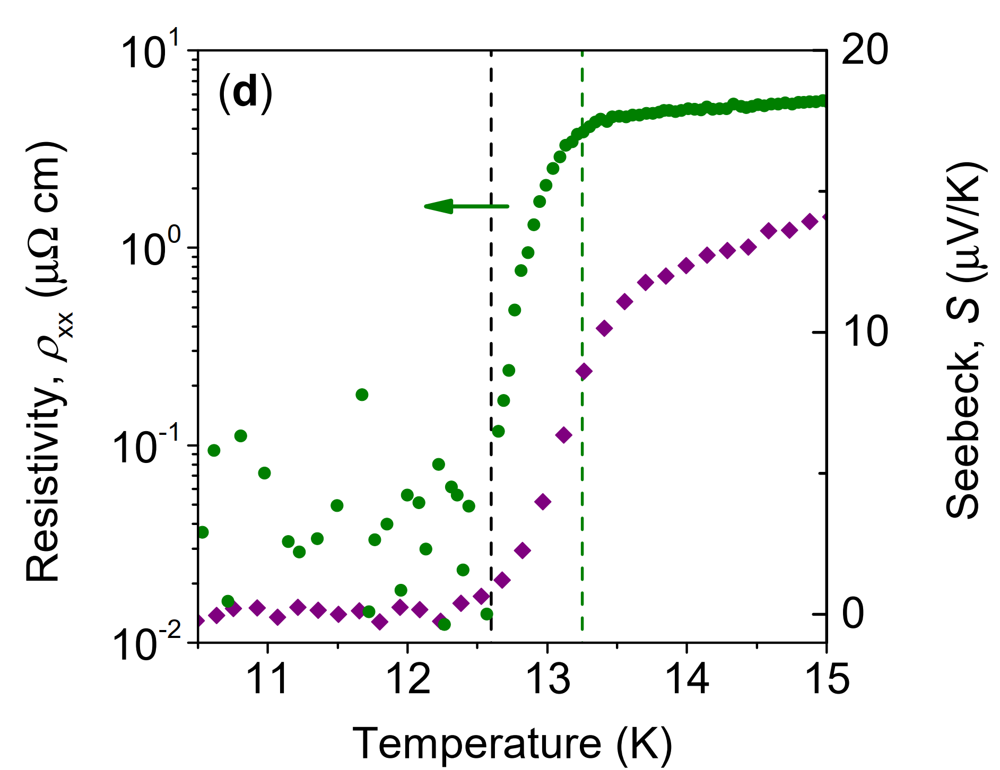 (d)
Resistivity, ρxx (μΩ cm)
10^1
10^0
10^-1
10^-2
20
10
0
Seebeck, S (μV/K)
11 12 13 14 15
Temperature (K)